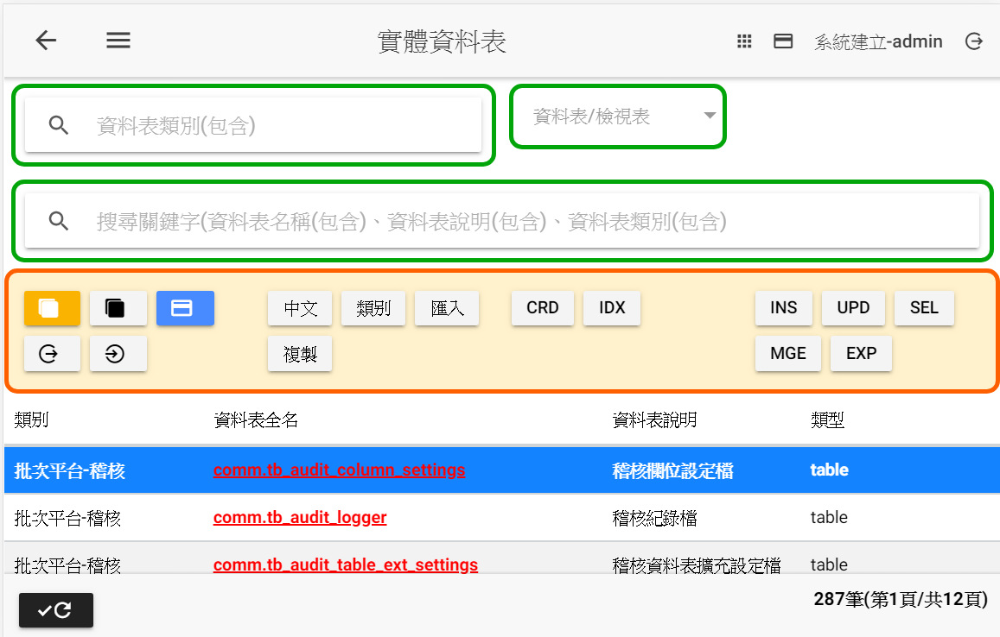 實體資料表
系統建立-admin
資料表類別(包含)
資料表/檢視表
搜尋關鍵字(資料表名稱(包含)、資料表說明(包含)、資料表類別(包含)
中文 類別 匯入 CRD IDX INS UPD SEL
複製 MGE EXP
類別 資料表全名 資料表說明 類型
批次平台-稽核 comm.tb_audit_column_settings 稽核欄位設定檔 table
批次平台-稽核 comm.tb_audit_logger 稽核紀錄檔 table
批次平台-稽核 comm.tb_audit_table_ext_settings 稽核資料表擴充設定檔 table
287筆(第1頁/共12頁)